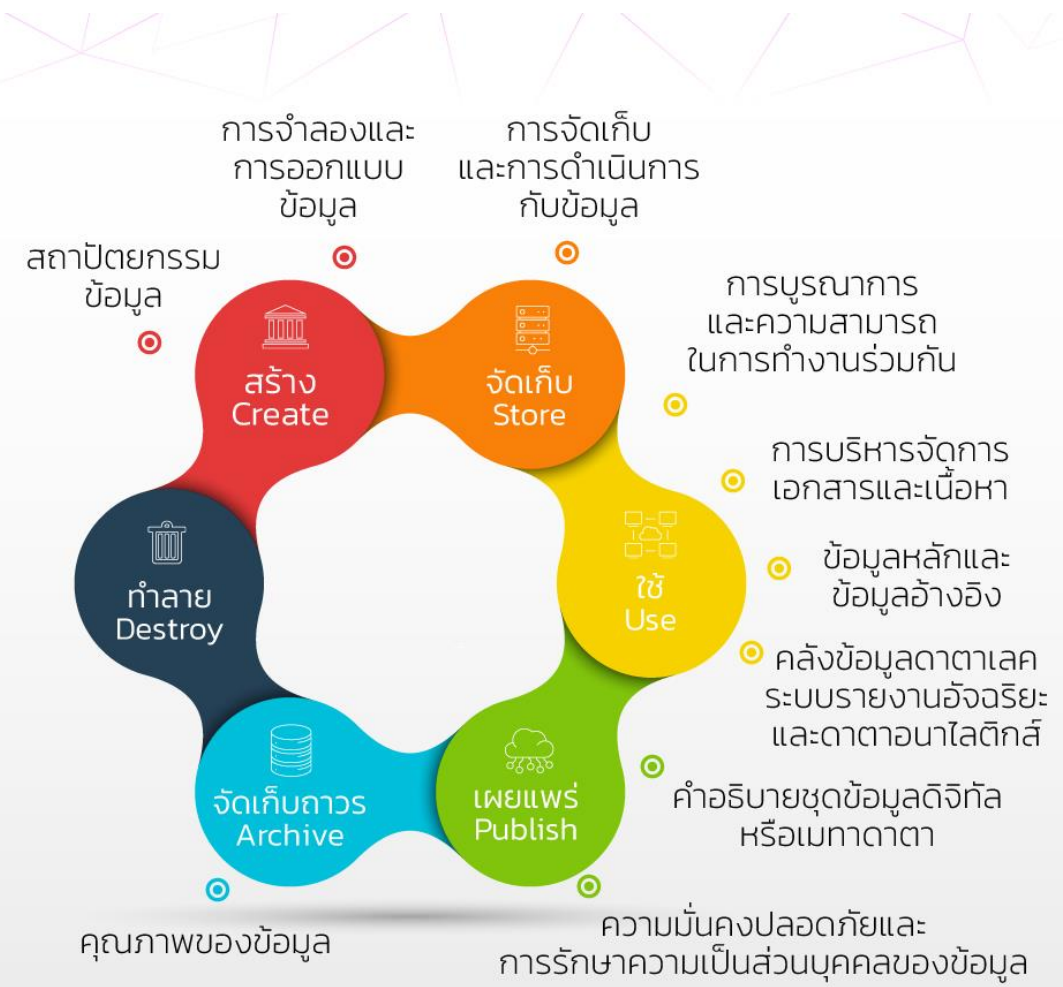 การจำลองและ
การออกแบบ
ข้อมูล
การจัดเก็บ
และการดำเนินการ
กับข้อมูล
สถาปัตยกรรม
ข้อมูล
การบูรณาการ
และความสามารถ
ในการทำงานร่วมกัน
สร้าง
Create
จัดเก็บ
Store
การบริหารจัดการ
เอกสารและเนื้อหา
ใช้
Use
ข้อมูลหลักและ
ข้อมูลอ้างอิง
ทำลาย
Destroy
คลังข้อมูลดาตาเลค
ระบบรายงานอัจฉริยะ
และดาตาอนาไลติกส์
จัดเก็บถาวร
Archive
เผยแพร่
Publish
คำอธิบายชุดข้อมูลดิจิทัล
หรือเมทาดาตา
คุณภาพของข้อมูล
ความมั่นคงปลอดภัยและ
การรักษาความเป็นส่วนบุคคลของข้อมูล